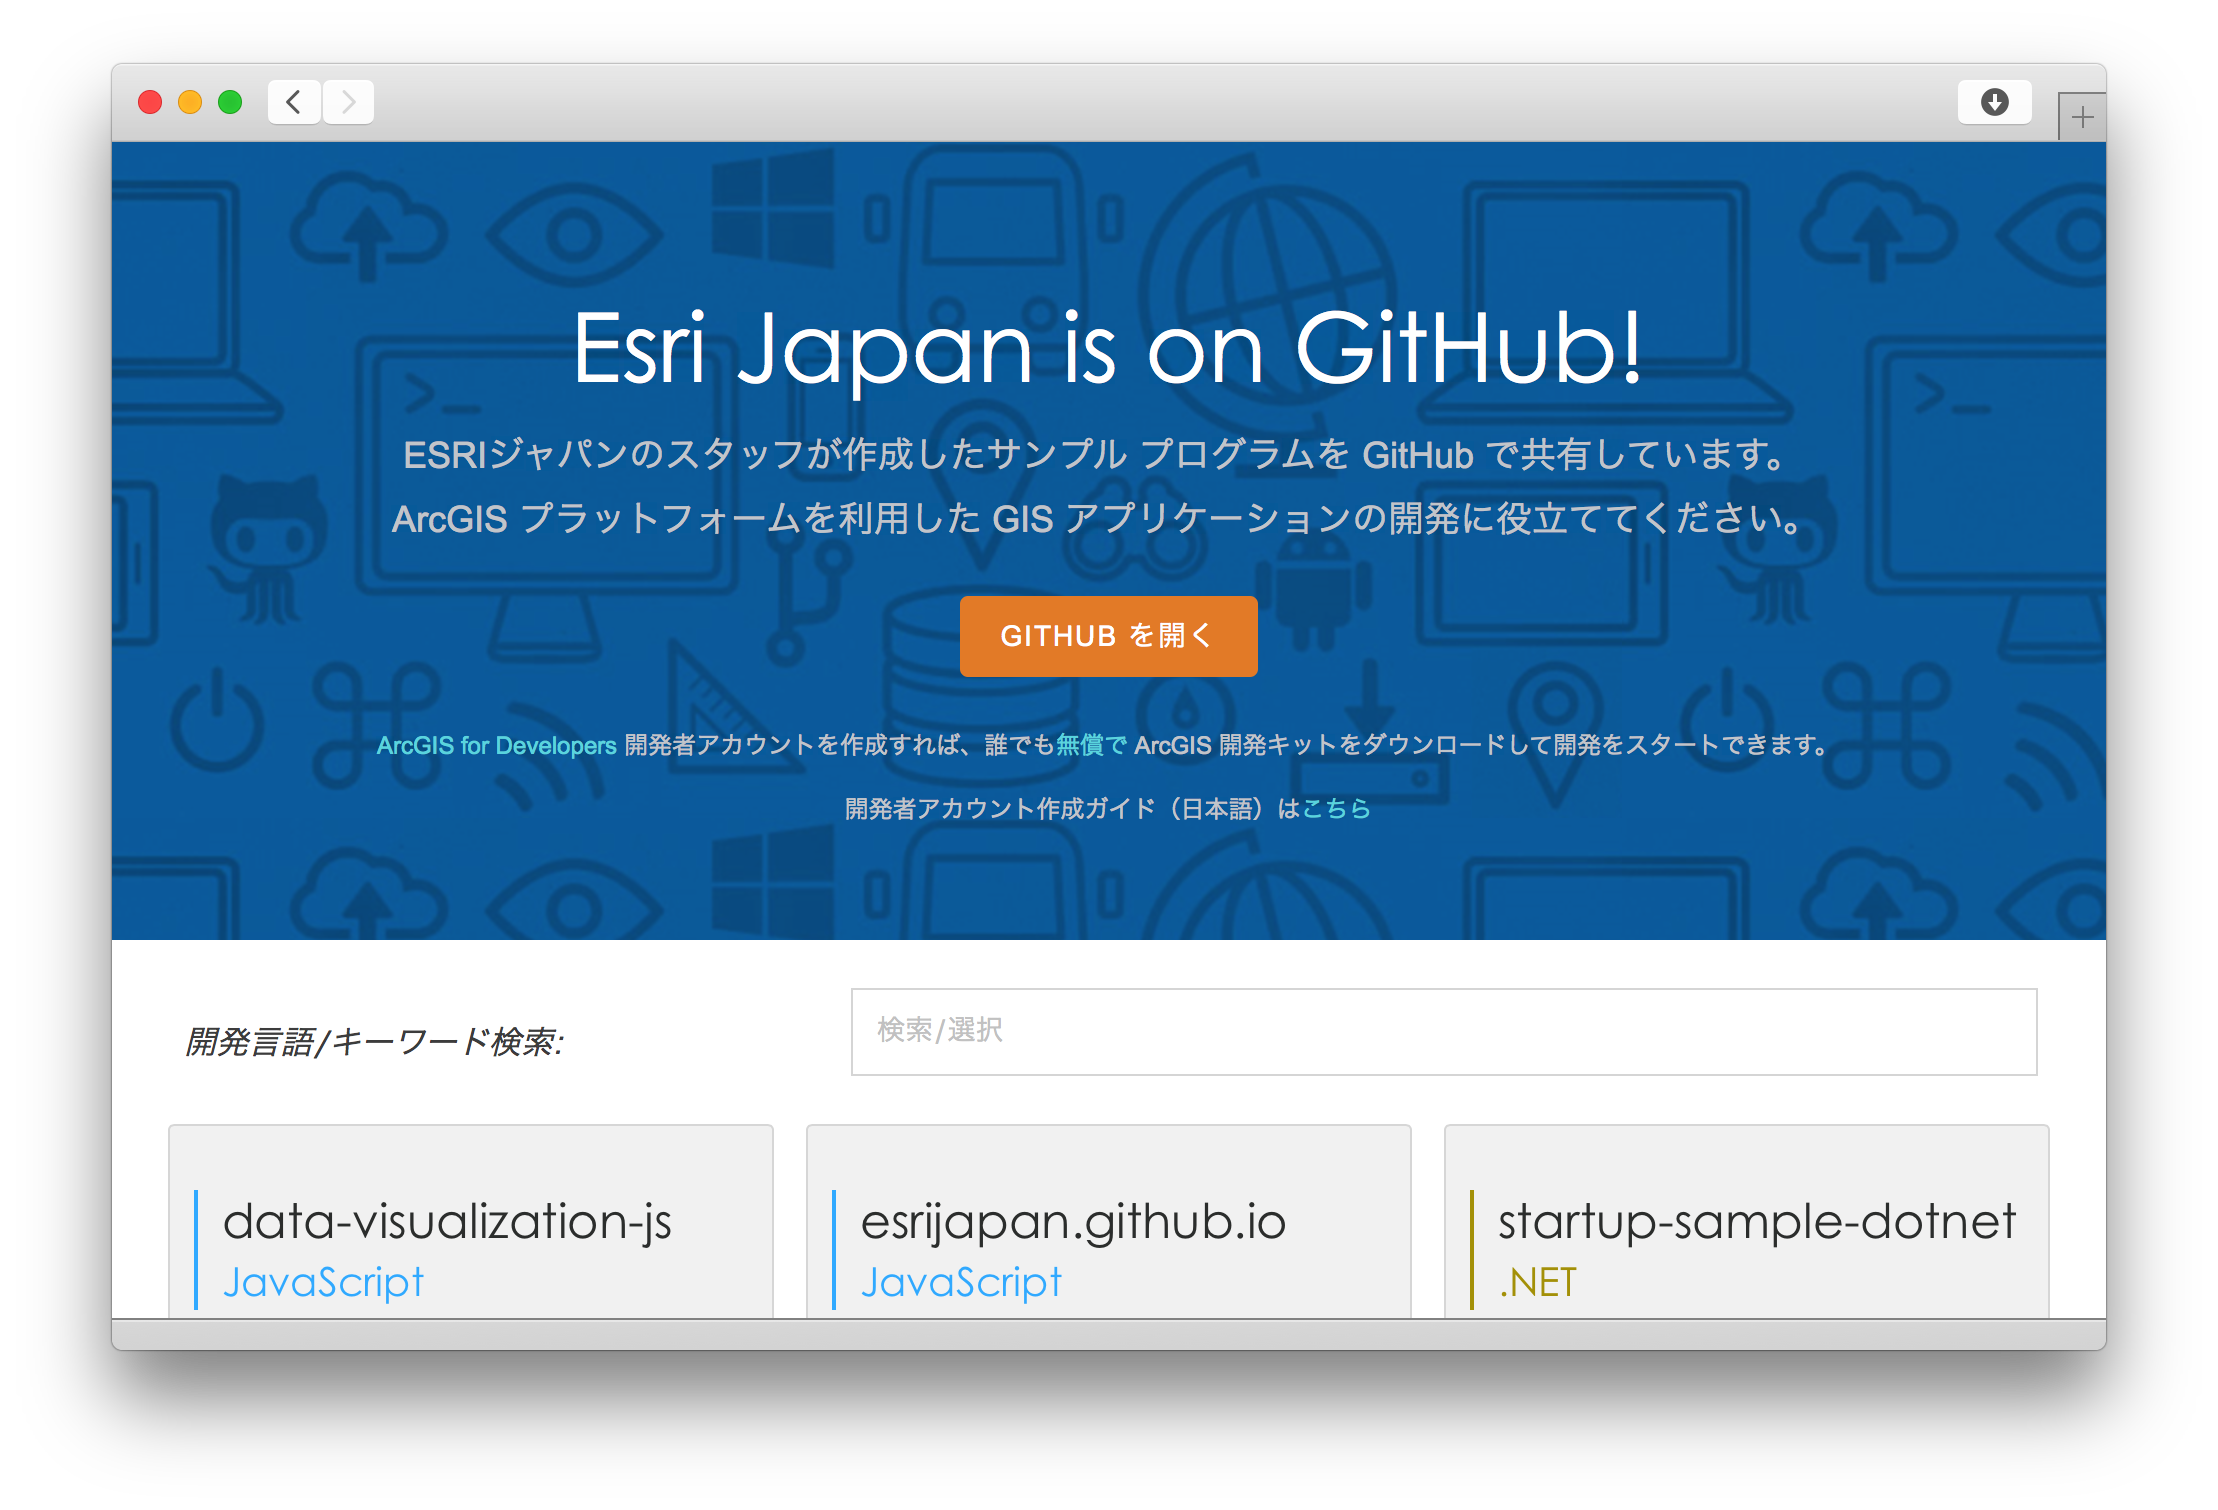 Esri Japan is on GitHub!
ESRIジャパンのスタッフが作成したサンプル プログラムを GitHub で共有しています。
ArcGIS プラットフォームを利用した GIS アプリケーションの開発に役立ててください。
GITHUB を開く
ArcGIS for Developers 開発者アカウントを作成すれば、誰でも無償で ArcGIS 開発キットをダウンロードして開発をスタートできます。
開発者アカウント作成ガイド（日本語）はこちら
開発言語/キーワード検索:
検索/選択
data-visualization-js
JavaScript
esrijapan.github.io
JavaScript
startup-sample-dotnet
.NET